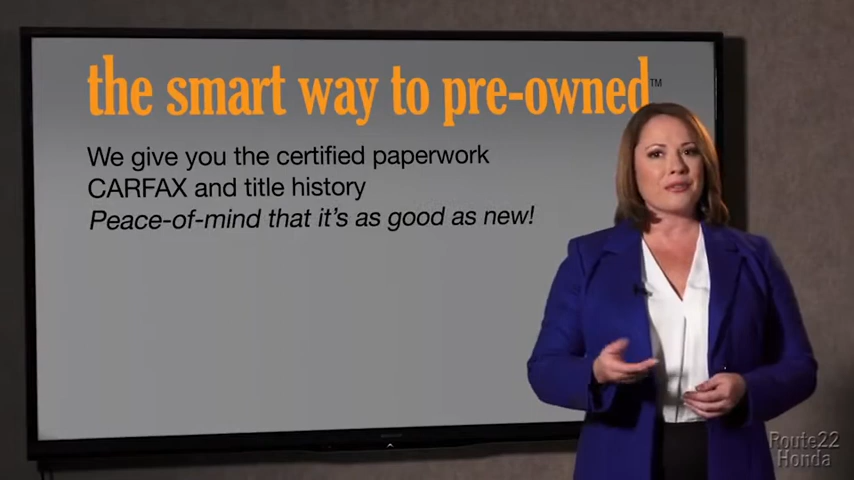 the smart way to pre-owned™
We give you the certified paperwork
CARFAX and title history
Peace-of-mind that it's as good as new!
Route22
Honda